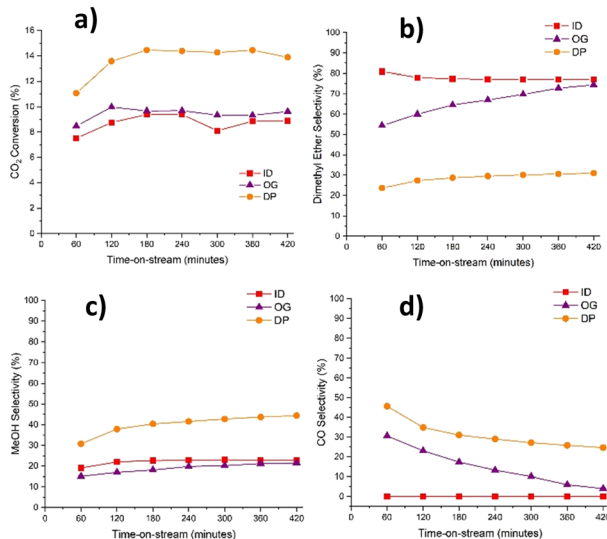 a)
16
14
12
10
8
6
4
2
0
CO₂ Conversion (%)
ID
OG
DP
0 60 120 180 240 300 380 420
Time-on-stream (minutes)
b)
100
90
80
70
60
50
40
30
20
10
0
Dimethyl Ether Selectivity (%)
ID
OG
DP
0 60 120 180 240 300 360 420
Time-on-stream (minutes)
c)
100
90
80
70
60
50
40
30
20
10
0
MeOH Selectivity (%)
ID
OG
DP
0 60 120 180 240 300 360 420
Time-on-stream (minutes)
d)
100
90
80
70
60
50
40
30
20
10
0
CO Selectivity (%)
ID
OG
DP
0 60 120 180 240 300 360 420
Time-on-stream (minutes)